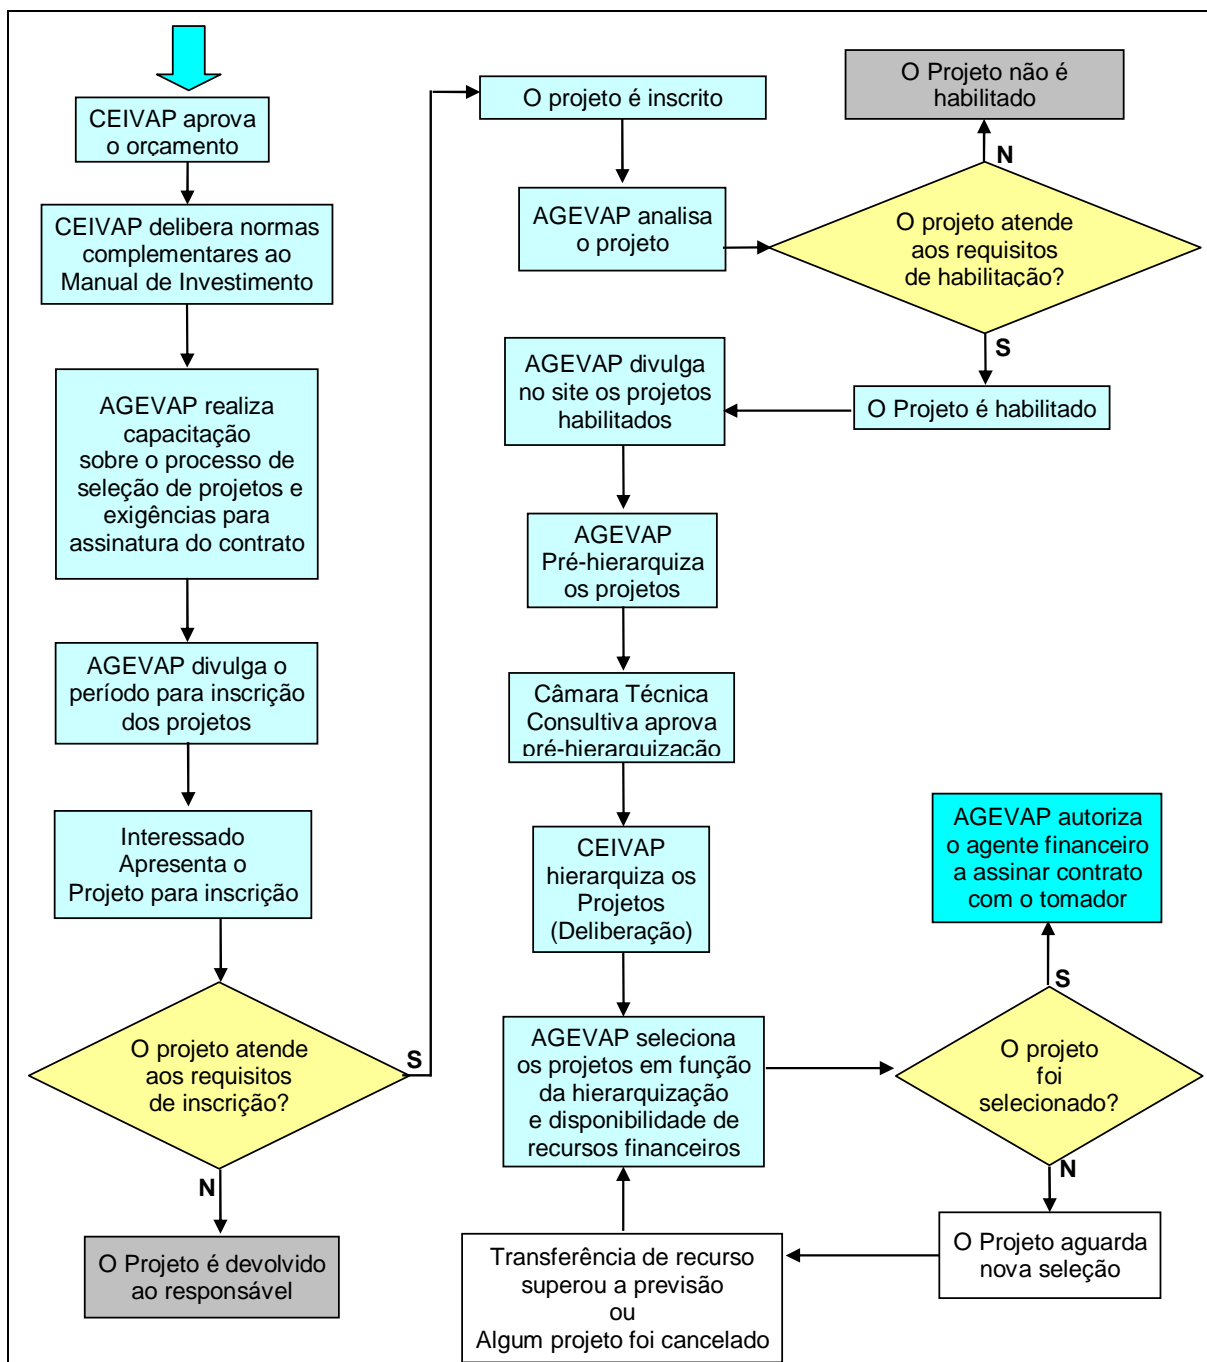 CEIVAP aprova
o orçamento
CEIVAP delibera normas
complementares ao
Manual de Investimento
AGEVAP realiza
capacitação
sobre o processo de
seleção de projetos e
exigências para
assinatura do contrato
AGEVAP divulga o
período para inscrição
dos projetos
Interessado
Apresenta o
Projeto para inscrição
O projeto atende
aos requisitos
de inscrição?
S
N
O Projeto é devolvido
ao responsável
O projeto é inscrito
AGEVAP analisa
o projeto
O projeto atende
aos requisitos
de habilitação?
N
O Projeto não é
habilitado
S
O Projeto é habilitado
AGEVAP divulga
no site os projetos
habilitados
AGEVAP
Pré-hierarquiza
os projetos
Câmara Técnica
Consultiva aprova
pré-hierarquização
CEIVAP
hierarquiza os
Projetos
(Deliberação)
AGEVAP seleciona
os projetos em função
da hierarquização
e disponibilidade de
recursos financeiros
O projeto
foi
selecionado?
S
AGEVAP autoriza
o agente financeiro
a assinar contrato
com o tomador
N
O Projeto aguarda
nova seleção
Transferência de recurso
superou a previsão
ou
Algum projeto foi cancelado